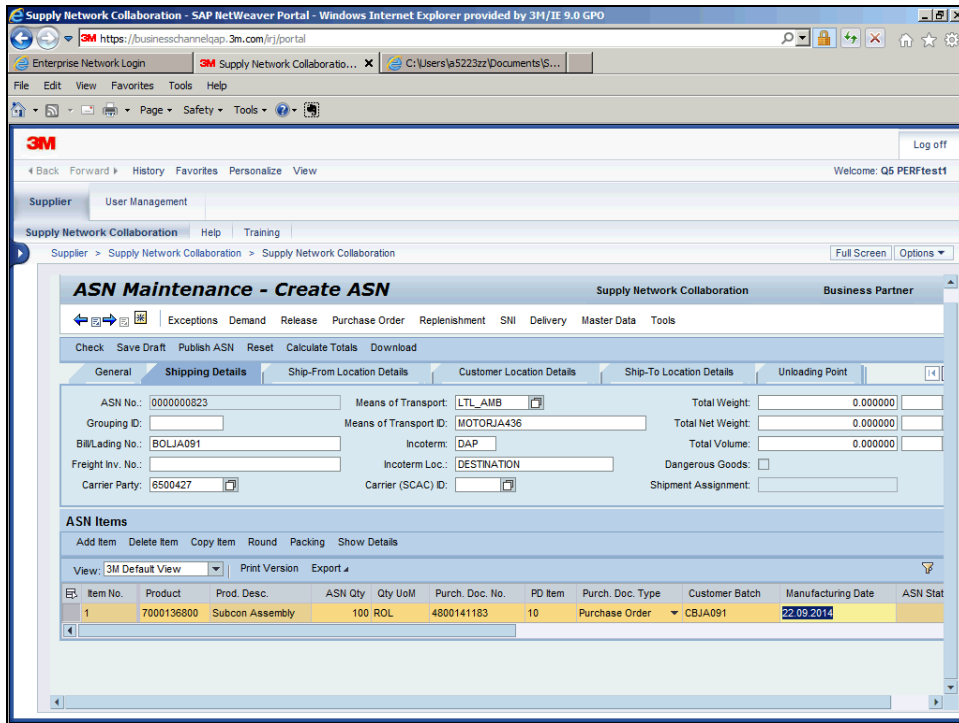 Supply Network Collaboration - SAP NetWeaver Portal - Windows Internet Explorer provided by 3M/IE 9.0 GPO
3M https://businesschannelqap.3m.com/irj/portal
Enterprise Network Login 3M Supply Network Collaboratio... X C:\Users\a5223zz\Documents\S...
File Edit View Favorites Tools Help
Page Safety Tools
3M Log off
Back Forward History Favorites Personalize View Welcome: Q5 PERFtest1
Supplier User Management
Supply Network Collaboration Help Training
Supplier > Supply Network Collaboration > Supply Network Collaboration Full Screen Options
ASN Maintenance - Create ASN Supply Network Collaboration Business Partner
Exceptions Demand Release Purchase Order Replenishment SNI Delivery Master Data Tools
Check Save Draft Publish ASN Reset Calculate Totals Download
General Shipping Details Ship-From Location Details Customer Location Details Ship-To Location Details Unloading Point
ASN No.: 0000000823 Means of Transport: LTL_AMB Total Weight: 0.000000
Grouping ID: Means of Transport ID: MOTORJA436 Total Net Weight: 0.000000
Bill/Lading No.: BOLJA091 Incoterm: DAP Total Volume: 0.000000
Freight Inv. No.: Incoterm Loc.: DESTINATION Dangerous Goods:
Carrier Party: 6500427 Carrier (SCAC) ID: Shipment Assignment:
ASN Items
Add Item Delete Item Copy Item Round Packing Show Details
View: 3M Default View Print Version Export
Item No. Product Prod. Desc. ASN Qty Qty UoM Purch. Doc. No. PD Item Purch. Doc. Type Customer Batch Manufacturing Date ASN Stat
1 7000136800 Subcon Assembly 100 ROL 4800141183 10 Purchase Order CBJA091 22.09.2014